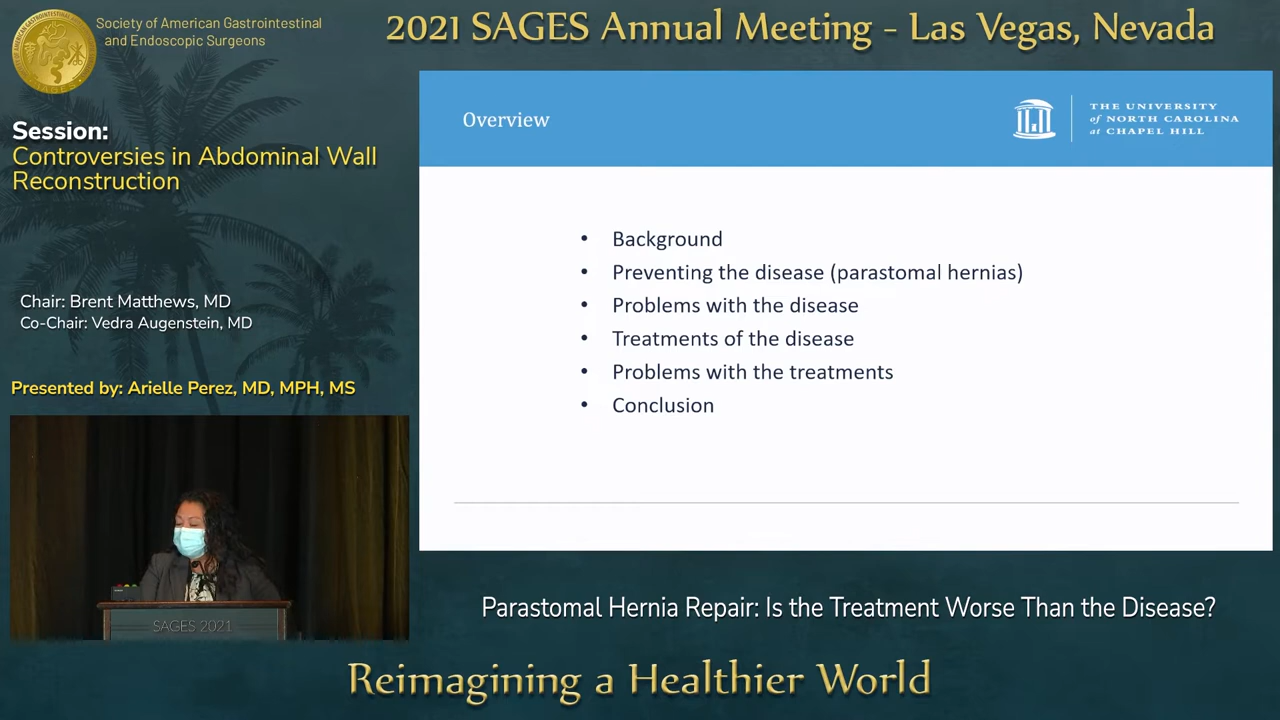 Society of American Gastrointestinal
and Endoscopic Surgeons
2021 SAGES Annual Meeting - Las Vegas, Nevada
Session:
Controversies in Abdominal Wall
Reconstruction
Chair: Brent Matthews, MD
Co-Chair: Vedra Augenstein, MD
Presented by: Arielle Perez, MD, MPH, MS
SAGES 2021
Overview
THE UNIVERSITY
of NORTH CAROLINA
at CHAPEL HILL
• Background
• Preventing the disease (parastomal hernias)
• Problems with the disease
• Treatments of the disease
• Problems with the treatments
• Conclusion
Parastomal Hernia Repair: Is the Treatment Worse Than the Disease?
Reimagining a Healthier World